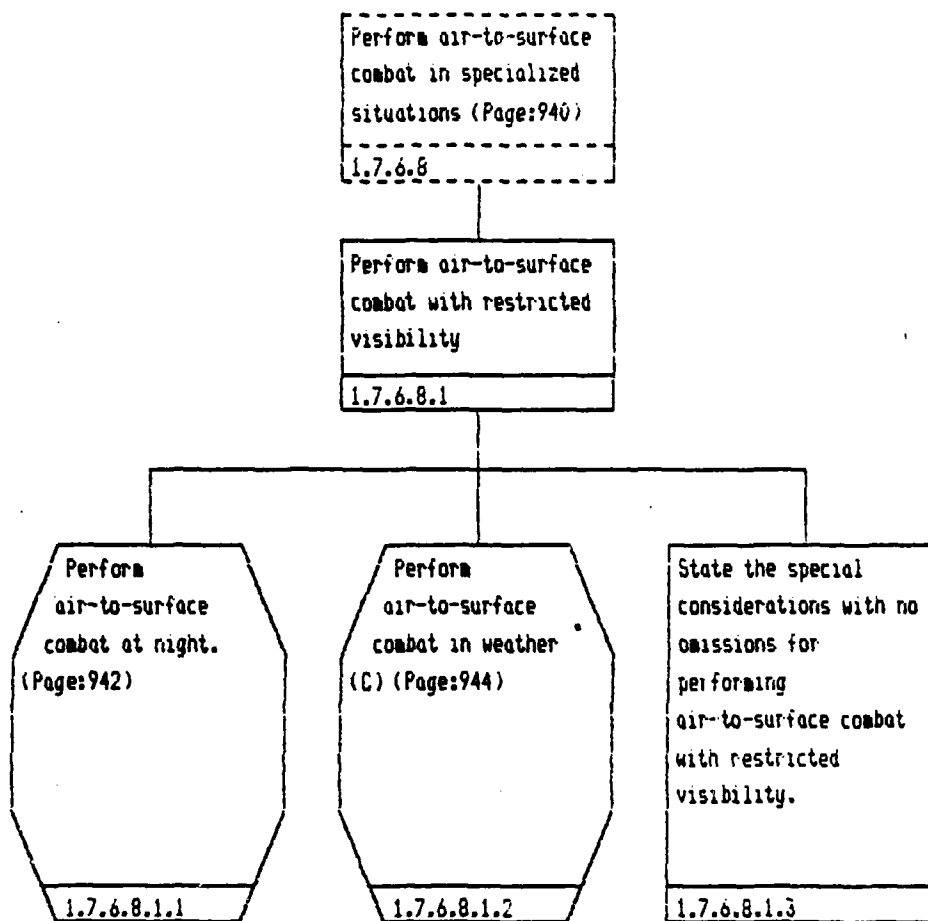 Perform air-to-surface
combat in specialized
situations (Page:940)
1.7.6.8
Perform air-to-surface
combat with restricted
visibility
1.7.6.8.1
Perform
air-to-surface
combat at night.
(Page:942)
1.7.6.8.1.1
Perform
air-to-surface
combat in weather
(C) (Page:944)
1.7.6.8.1.2
State the special
considerations with no
omissions for
performing
air-to-surface combat
with restricted
visibility.
1.7.6.8.1.3